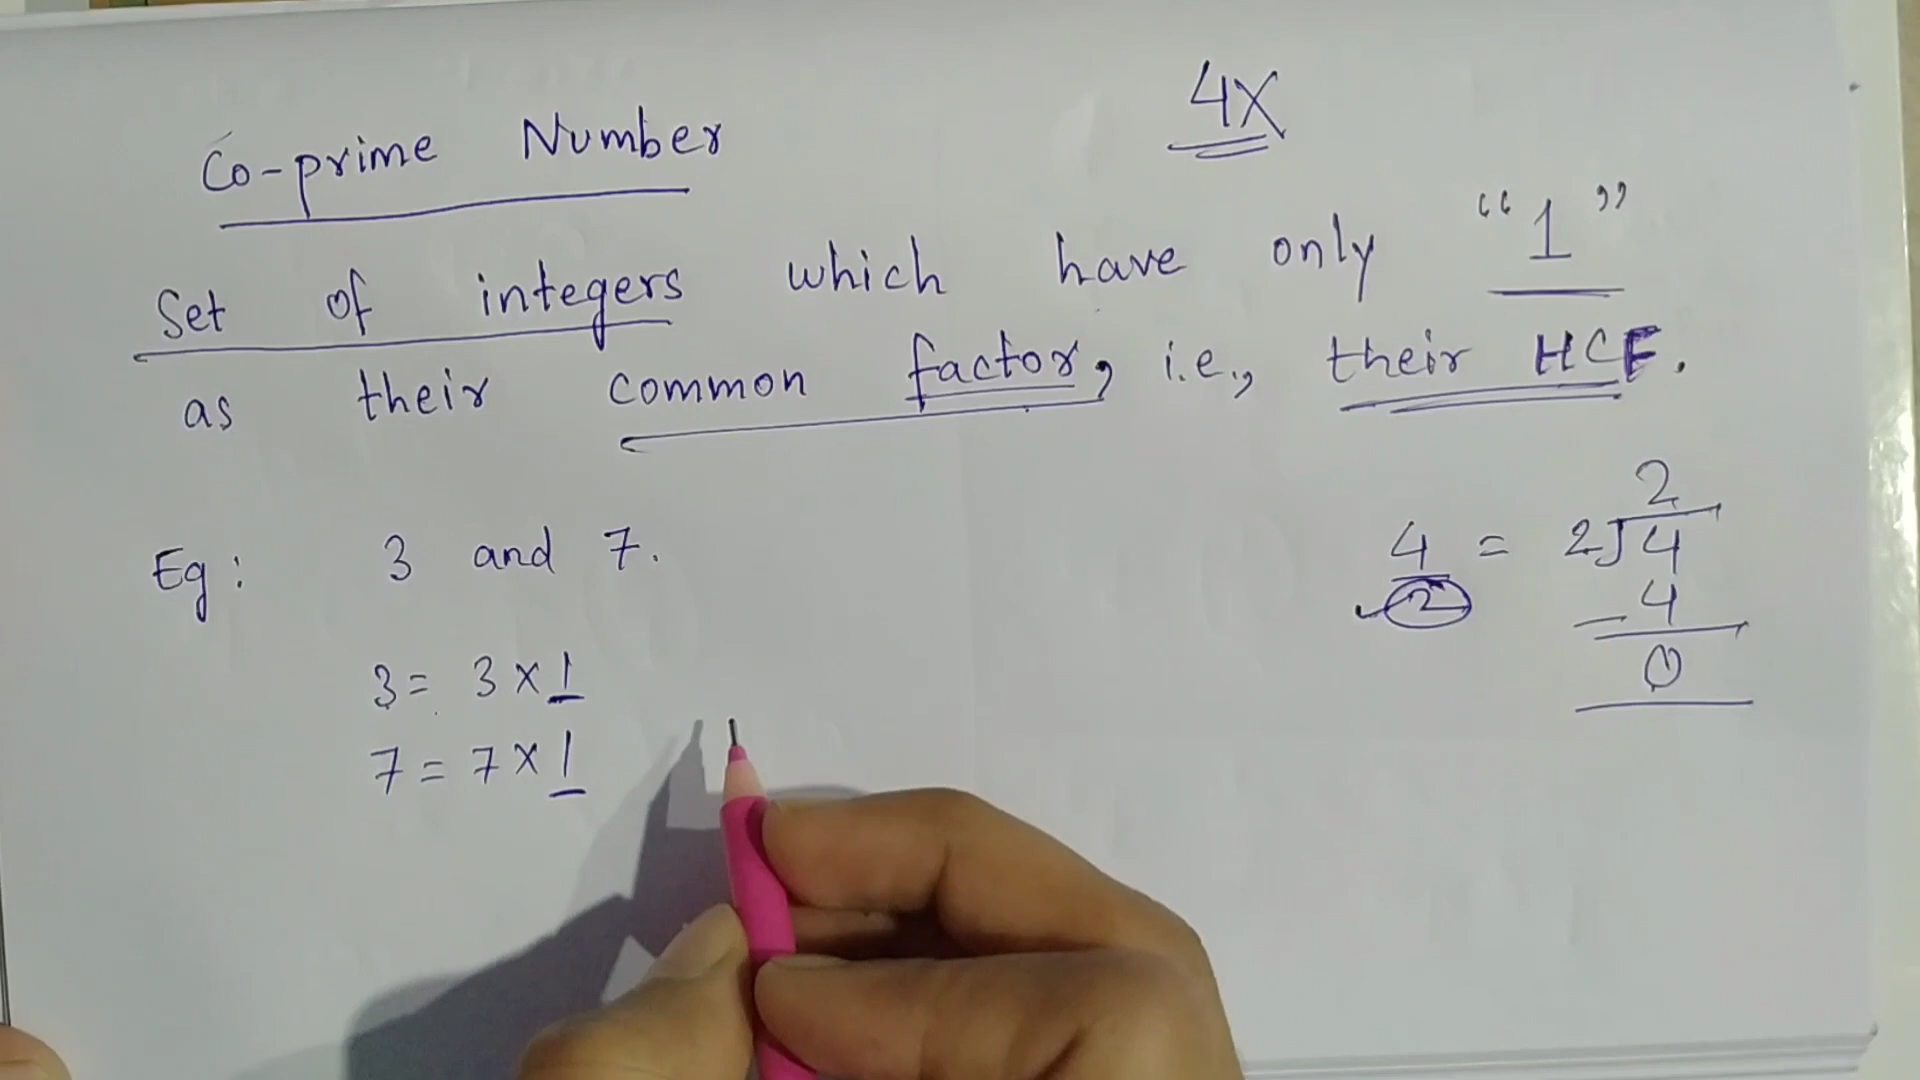 Co-prime Number
4X
Set of integers which have only "1"
as their common factor, i.e., their HCF.
Eg: 3 and 7.
3 = 3 × 1
7 = 7 × 1
2
4 = 2)4
2
- 4
0